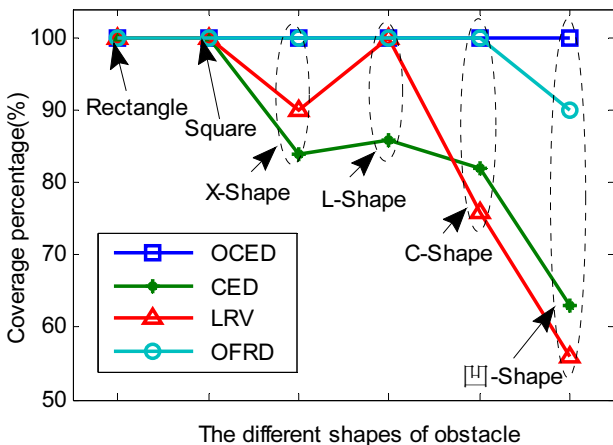 100
90
80
70
60
50
Coverage percentage(%)
Rectangle
Square
X-Shape
L-Shape
C-Shape
-Shape
OCED
CED
LRV
OFRD
The different shapes of obstacle